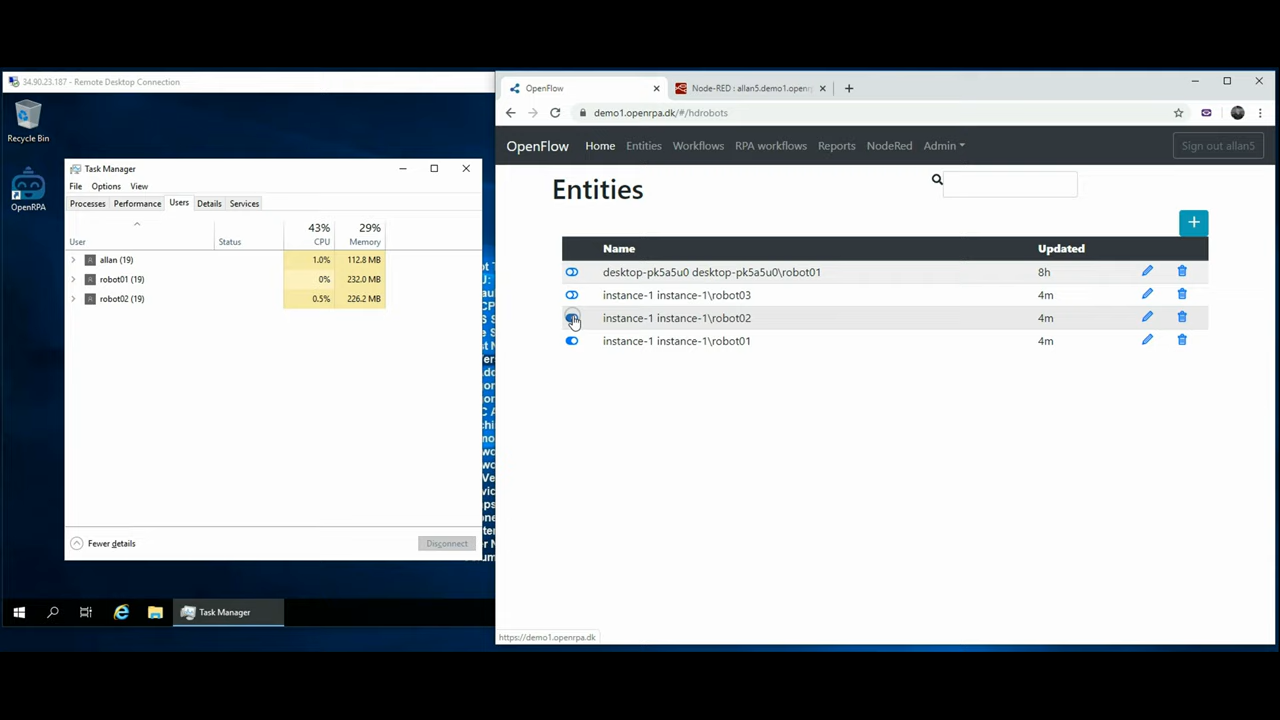 34.90.23.187 - Remote Desktop Connection
Recycle Bin
OpenRPA
Task Manager
File Options View
Processes Performance Users Details Services
43% 29%
User Status CPU Memory
allan (19) 1.0% 112.8 MB
robot01 (19) 0% 232.0 MB
robot02 (19) 0.5% 226.2 MB
Fewer details Disconnect
Task Manager
OpenFlow Node-RED : allan5.demo1.openr
demo1.openrpa.dk/#/hdrobots
OpenFlow Home Entities Workflows RPA workflows Reports NodeRed Admin Sign out allan5
Entities
+
Name Updated
desktop-pk5a5u0 desktop-pk5a5u0\robot01 8h
instance-1 instance-1\robot03 4m
instance-1 instance-1\robot02 4m
instance-1 instance-1\robot01 4m
https://demo1.openrpa.dk